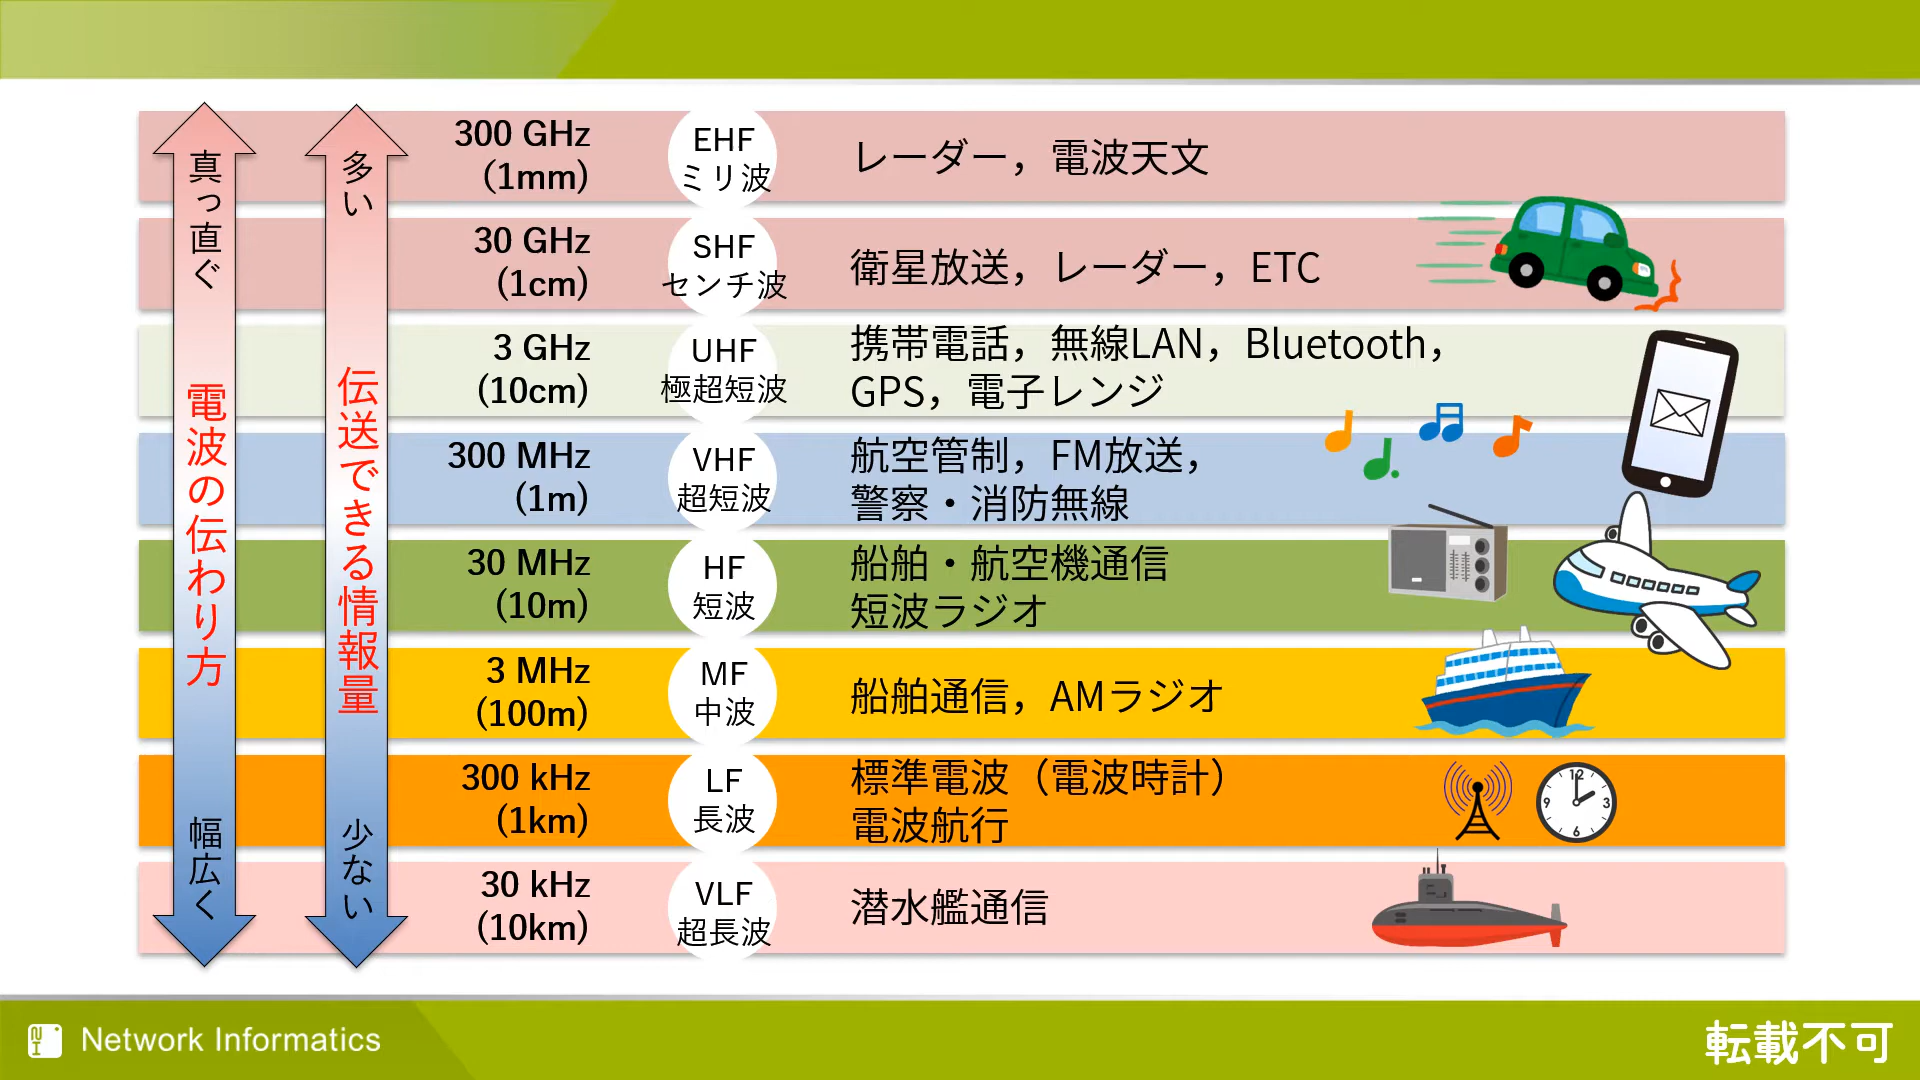 真っ直ぐ
電波の伝わり方
幅広く
多い
伝送できる情報量
少ない
300 GHz
(1mm)
EHF
ミリ波
レーダー，電波天文
30 GHz
(1cm)
SHF
センチ波
衛星放送，レーダー，ETC
3 GHz
(10cm)
UHF
極超短波
携帯電話，無線LAN，Bluetooth，
GPS，電子レンジ
300 MHz
(1m)
VHF
超短波
航空管制，FM放送，
警察・消防無線
30 MHz
(10m)
HF
短波
船舶・航空機通信
短波ラジオ
3 MHz
(100m)
MF
中波
船舶通信，AMラジオ
300 kHz
(1km)
LF
長波
標準電波（電波時計）
電波航行
12
9
3
6
30 kHz
(10km)
VLF
超長波
潜水艦通信
NI
Network Informatics
転載不可